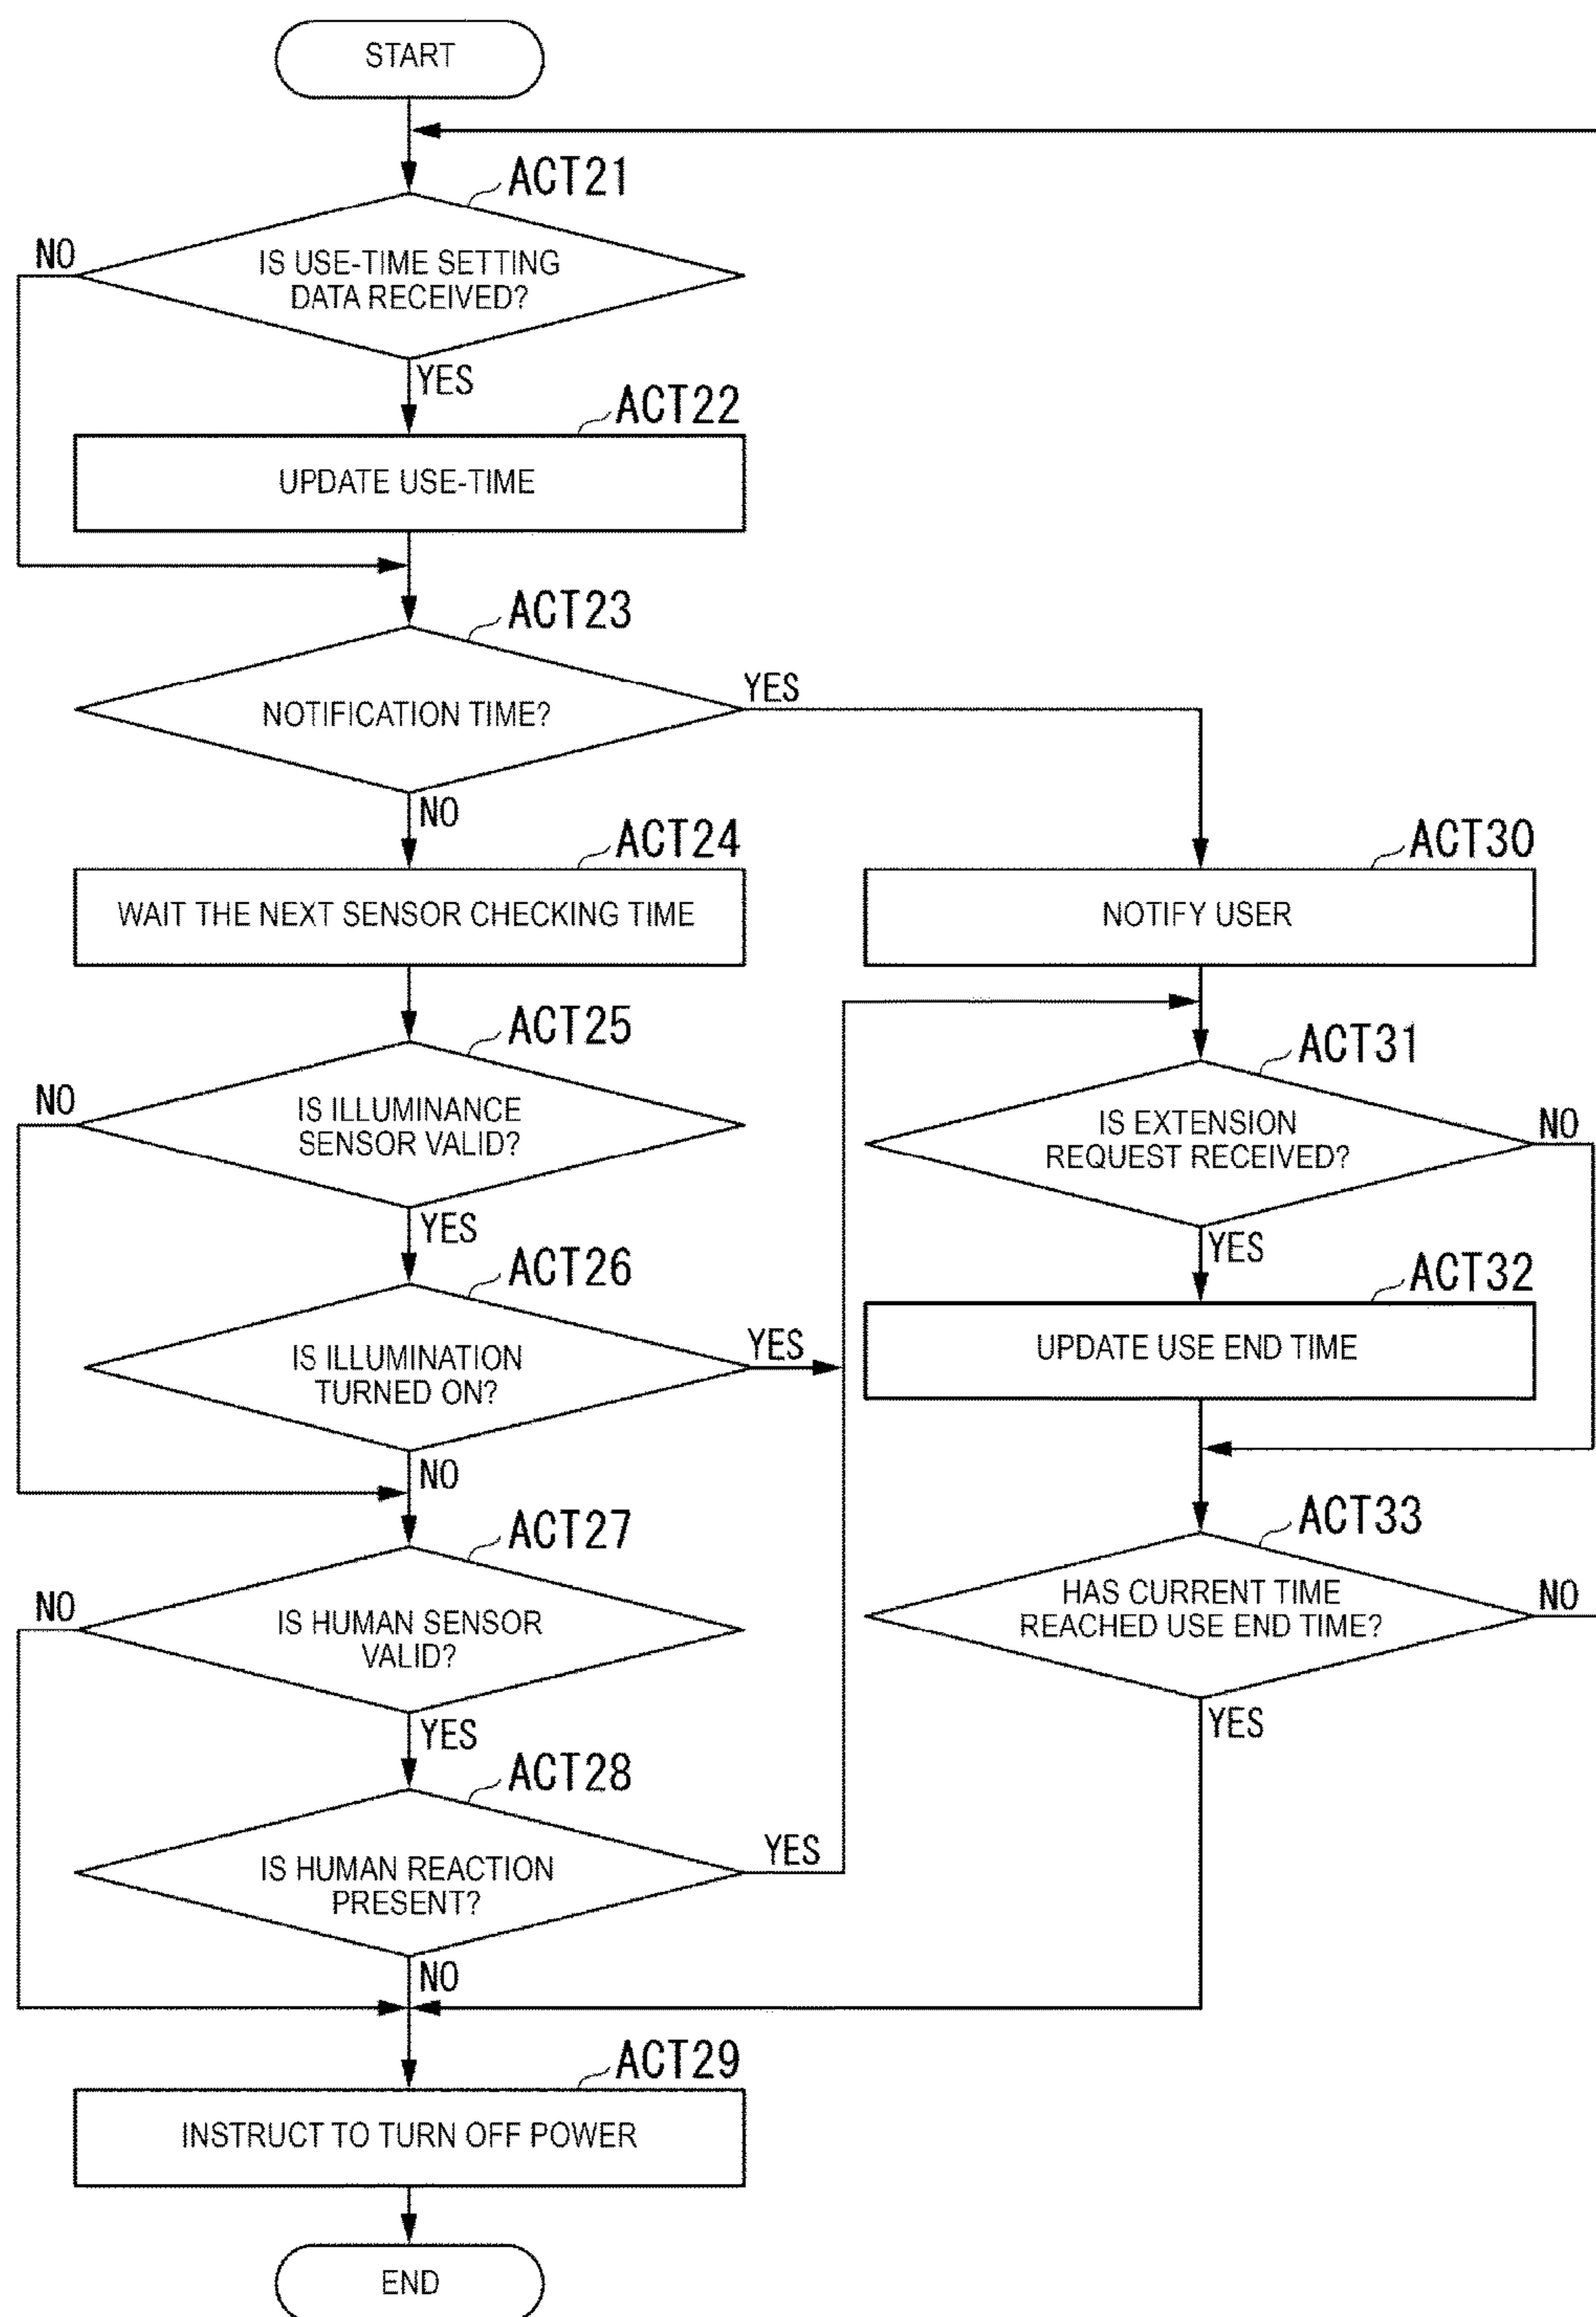 START
ACT21
NO
IS USE-TIME SETTING
DATA RECEIVED?
YES
ACT22
UPDATE USE-TIME
ACT23
NOTIFICATION TIME?
YES
NO
ACT24
WAIT THE NEXT SENSOR CHECKING TIME
ACT30
NOTIFY USER
ACT25
NO
IS ILLUMINANCE
SENSOR VALID?
YES
ACT31
IS EXTENSION
REQUEST RECEIVED?
NO
YES
ACT26
IS ILLUMINATION
TURNED ON?
YES
NO
ACT32
UPDATE USE END TIME
ACT27
NO
IS HUMAN SENSOR
VALID?
YES
ACT33
HAS CURRENT TIME
REACHED USE END TIME?
NO
YES
ACT28
IS HUMAN REACTION
PRESENT?
YES
NO
ACT29
INSTRUCT TO TURN OFF POWER
END